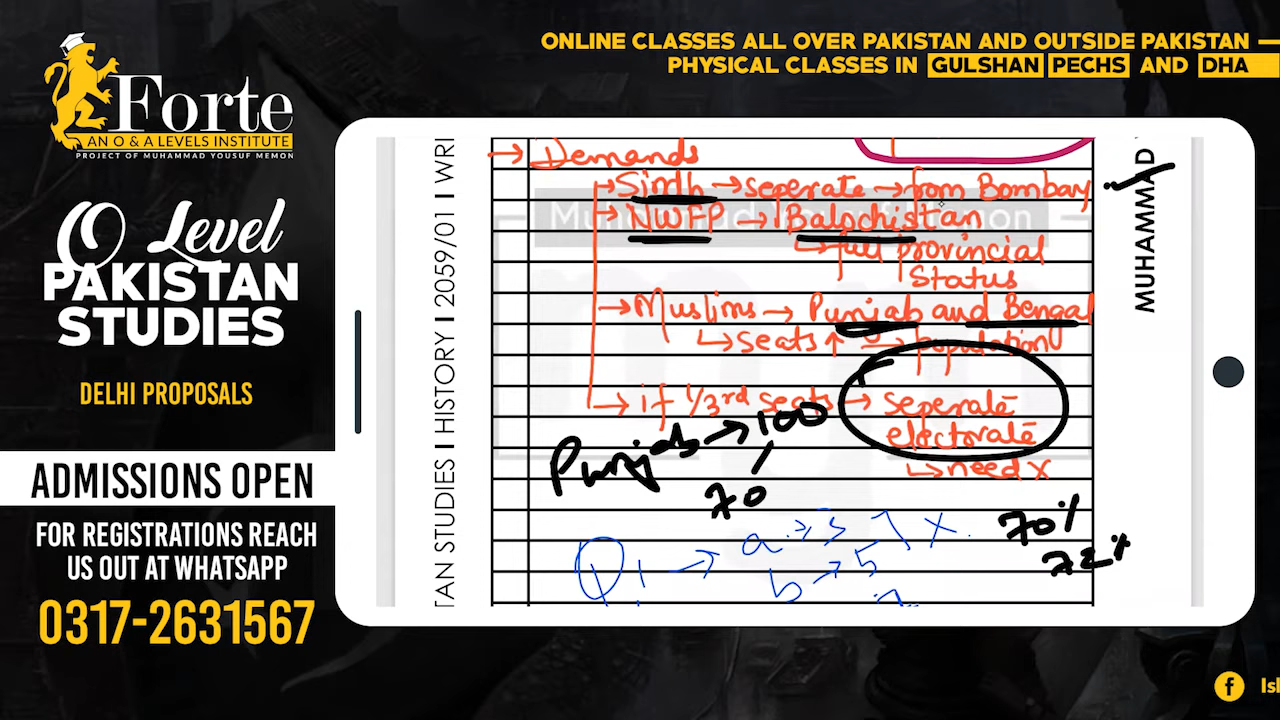 Forte
AN O & A LEVELS INSTITUTE
PROJECT OF MUHAMMAD YOUSUF MEMON
O Level
PAKISTAN
STUDIES
DELHI PROPOSALS
ADMISSIONS OPEN
FOR REGISTRATIONS REACH
US OUT AT WHATSAPP
0317-2631567
ONLINE CLASSES ALL OVER PAKISTAN AND OUTSIDE PAKISTAN
PHYSICAL CLASSES IN GULSHAN PECHS AND DHA
TAN STUDIES I HISTORY I 2059/01 I WRI
→ Demands
→ Sindh → seperate → from Bombay
→ NWFP → Balochistan
↳ full provincial
Status
→ Muslims → Punjab and Bengal
↳ seats ↑ → population
→ if 1/3rd seats → seperate
electorate
↳ need x
Punjab → 100
70
70%
72%
Q1 → a → 3 ] x
b → 5
7
MUHAMMAD
f
Isl